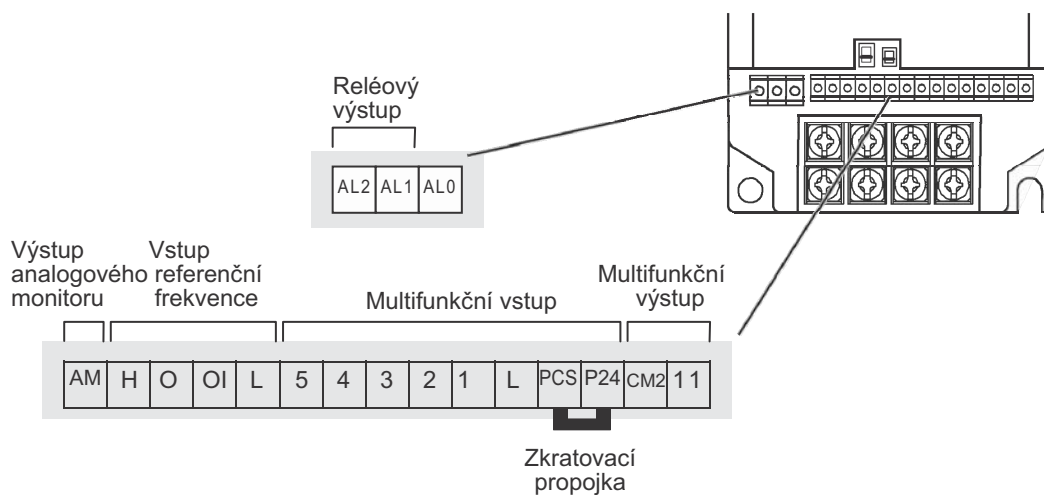 Reléový
výstup
AL2 AL1 AL0
Výstup
analogového
monitoru
Vstup
referenční
frekvence
Multifunkční vstup
Multifunkční
výstup
AM H O OI L 5 4 3 2 1 L PCS P24 CM2 11
Zkratovací
propojka